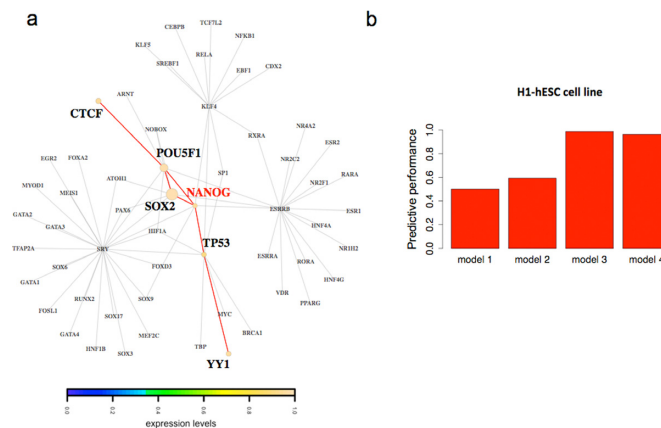 a
b
TCF7L2
CEBPB
NFKB1
KLF5
RELA
SREBF1
EBF1
CDX2
ARNT
CTCF
KLF4
NOBOX
RXRA
NR4A2
ESR2
POU5F1
NR2C2
EGR2
FOXA2
ATOH1
SP1
RARA
MYOD1
MEIS1
NANOG
NR2F1
GATA2
PAX6
SOX2
ESRRB
ESR1
GATA3
HIF1A
HNF4A
TFAP2A
SRY
TP53
NR1H2
SOX6
FOXD3
ESRRA
RORA
GATA1
HNF4G
RUNX2
SOX9
VDR
PPARG
FOSL1
SOX17
MYC
GATA4
MEF2C
BRCA1
HNF1B
SOX3
TBP
YY1
0.0 0.2 0.4 0.6 0.8 1.0
expression levels
H1-hESC cell line
Predictive performance
1.0
0.8
0.6
0.4
0.2
0.0
model 1 model 2 model 3 model 4